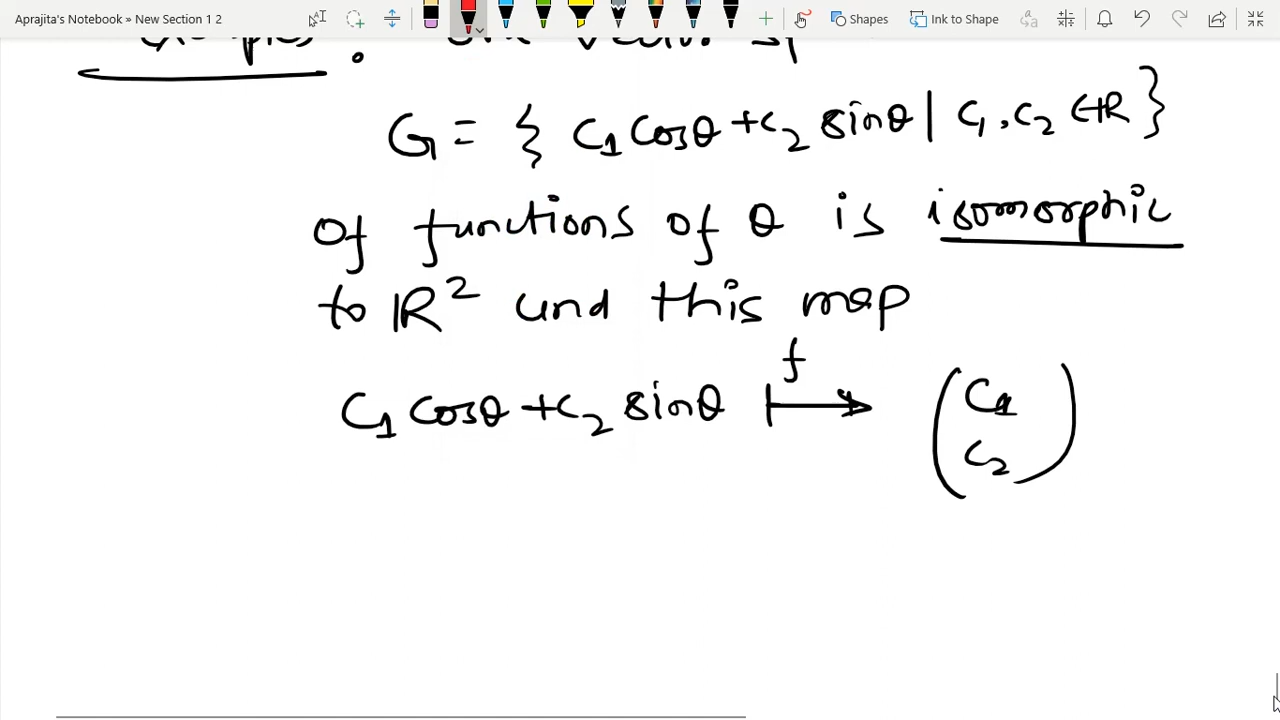 Aprajita's Notebook » New Section 1 2
Shapes
Ink to Shape
G = { C1 cosθ + C2 sinθ | C1, C2 ∈ ℝ }
of functions of θ is isomorphic
to ℝ² und this map
f
C1 cosθ + C2 sinθ ↦ (C1
C2)